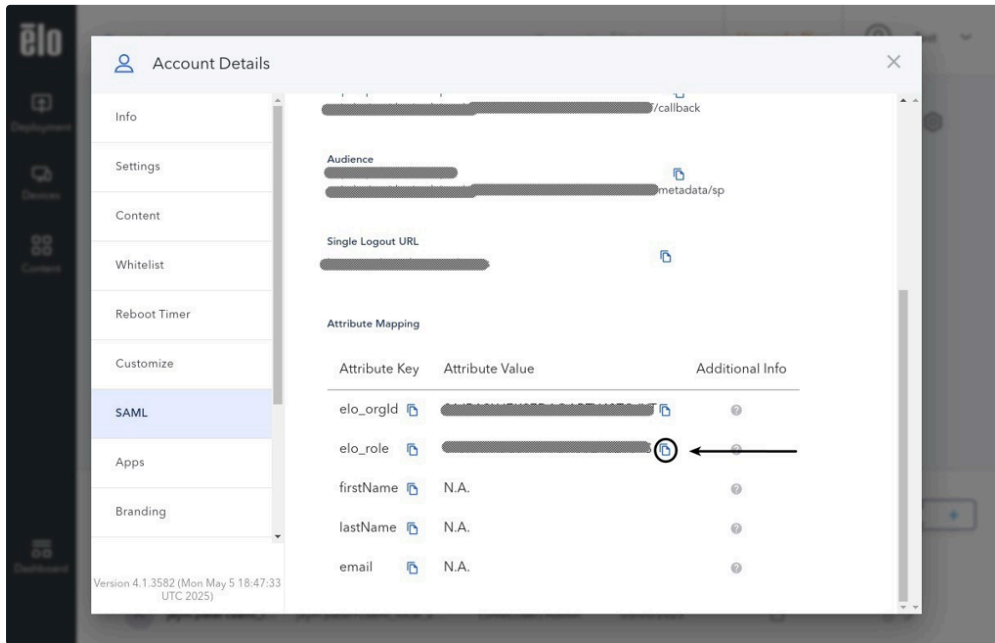 ēlo
Account Details
Deployment
Devices
Content
Dashboard
Info
Settings
Content
Whitelist
Reboot Timer
Customize
SAML
Apps
Branding
Version 4.1.3582 (Mon May 5 18:47:33
UTC 2025)
/callback
Audience
metadata/sp
Single Logout URL
Attribute Mapping
Attribute Key Attribute Value Additional Info
elo_orgId
elo_role
firstName N.A.
lastName N.A.
email N.A.